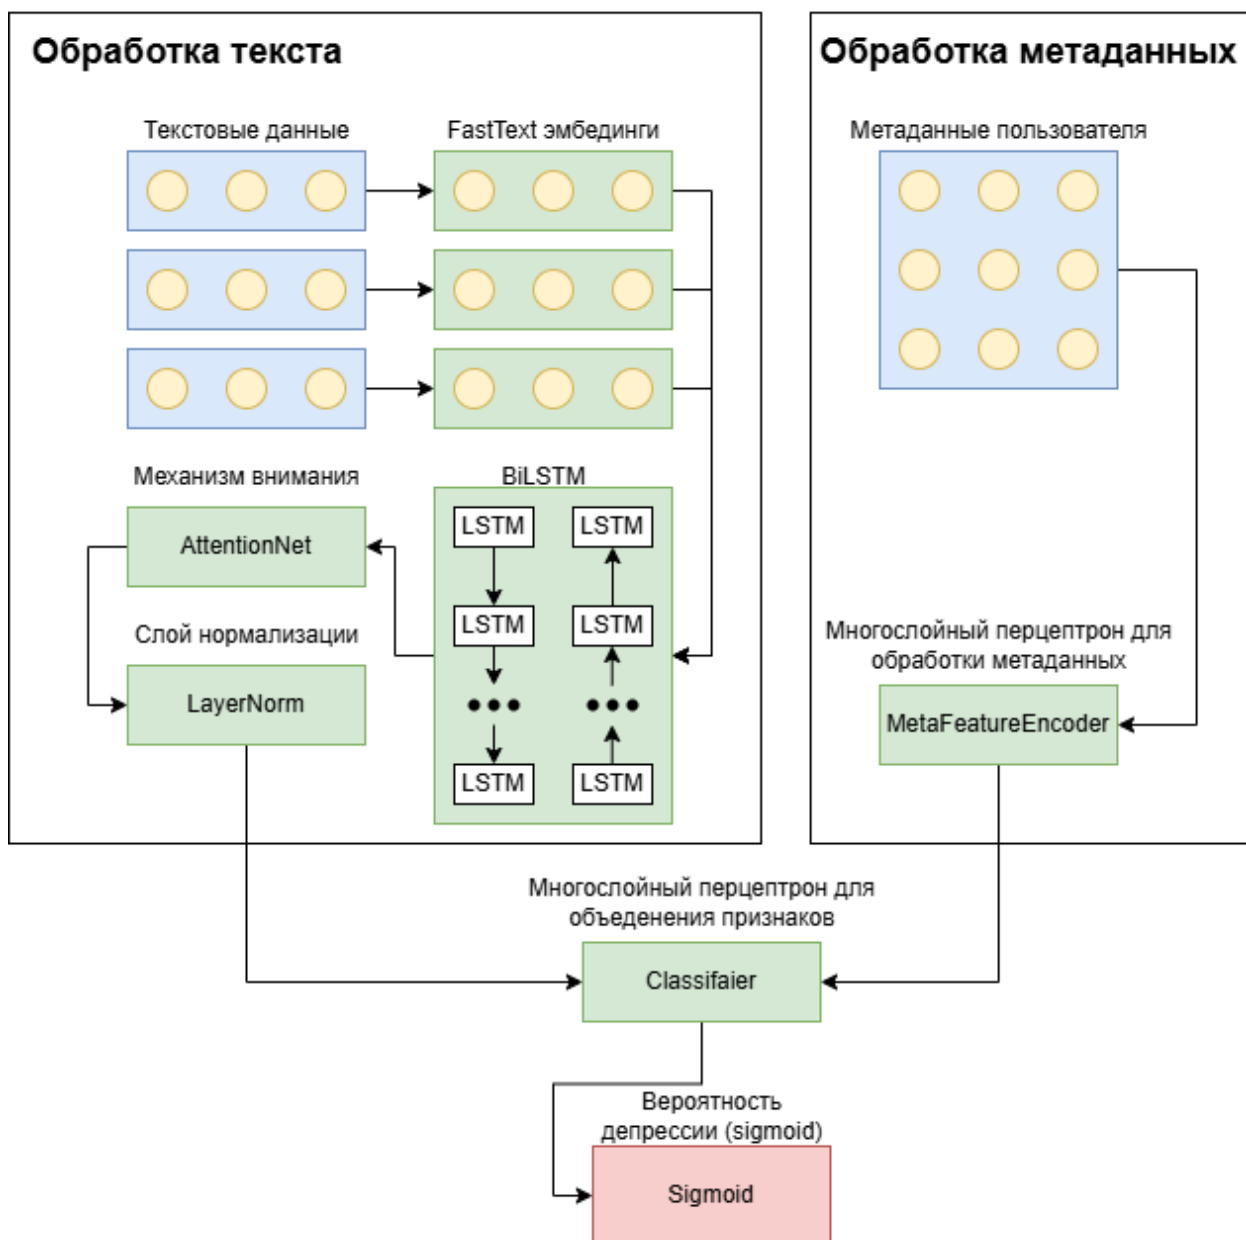 Обработка текста
Текстовые данные
FastText эмбединги
Механизм внимания
BiLSTM
AttentionNet
LSTM
LSTM
LSTM
LSTM
Слой нормализации
LayerNorm
LSTM
LSTM
Обработка метаданных
Метаданные пользователя
Многослойный перцептрон для
обработки метаданных
MetaFeatureEncoder
Многослойный перцептрон для
объеденения признаков
Classifaier
Вероятность
депрессии (sigmoid)
Sigmoid